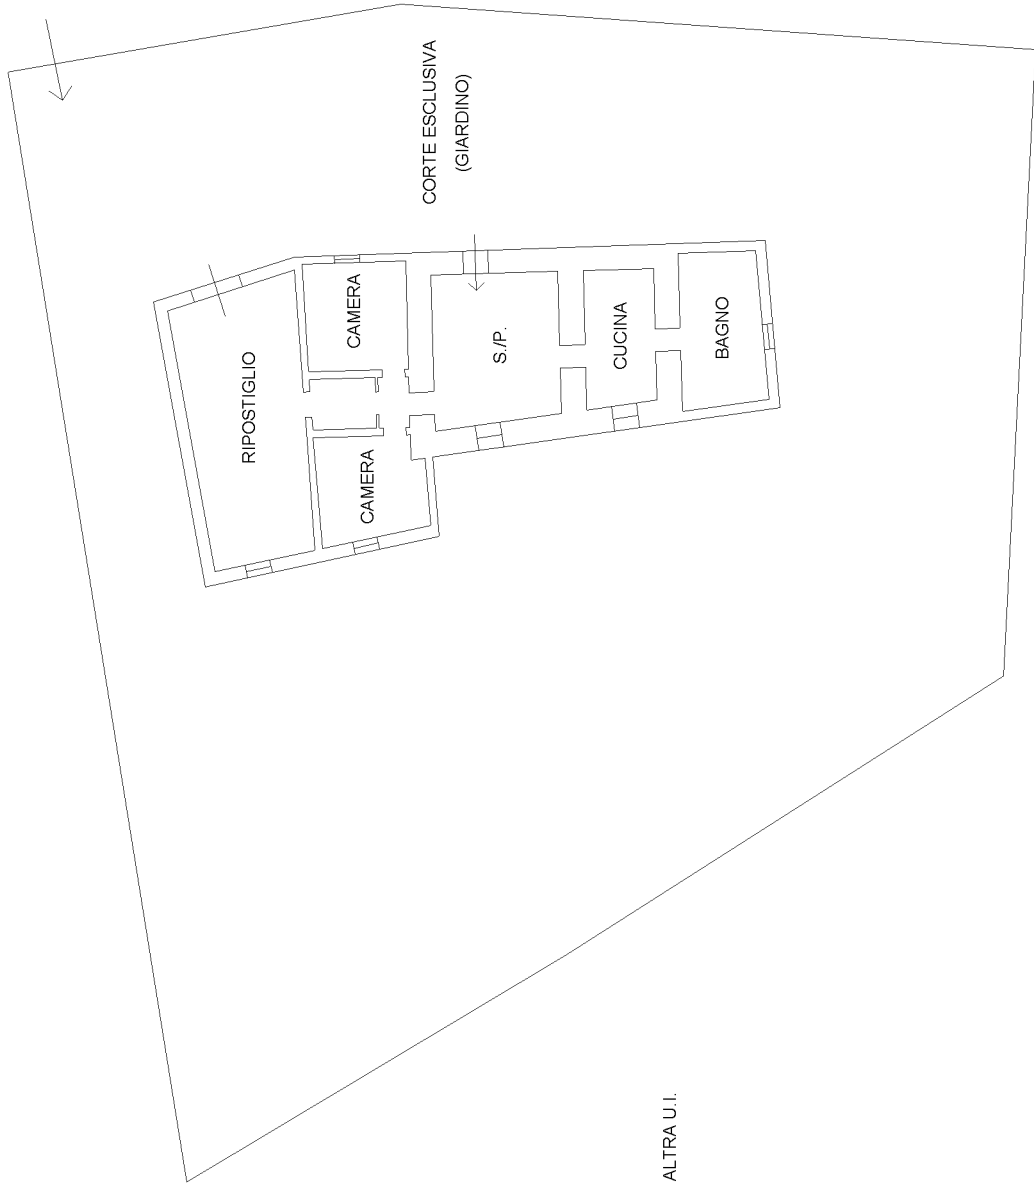 CORTE ESCLUSIVA
(GIARDINO)
RIPOSTIGLIO
CAMERA
CAMERA
S./P.
CUCINA
BAGNO
ALTRA U.I.